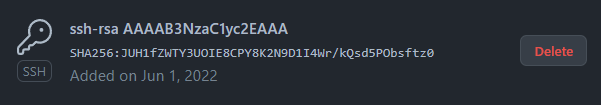 ssh-rsa AAAAB3NzaC1yc2EAAA
SHA256:JUH1fZWTY3UOIE8CPY8K2N9D1I4Wr/kQsd5PObsftz0
SSH
Added on Jun 1, 2022
Delete